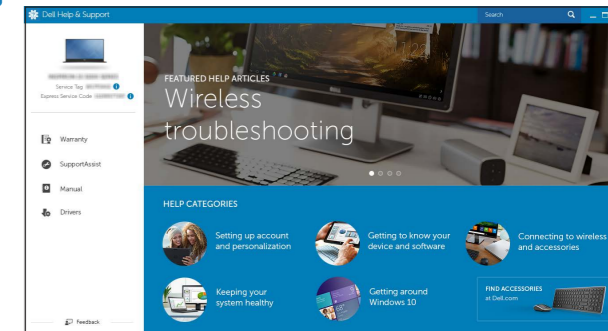 Dell Help & Support
Search
Service Tag:
Express Service Code:
Warranty
SupportAssist
Manual
Drivers
Feedback
FEATURED HELP ARTICLES
Wireless
troubleshooting
HELP CATEGORIES
Setting up account
and personalization
Getting to know your
device and software
Connecting to wireless
and accessories
Keeping your
system healthy
Getting around
Windows 10
FIND ACCESSORIES
at Dell.com